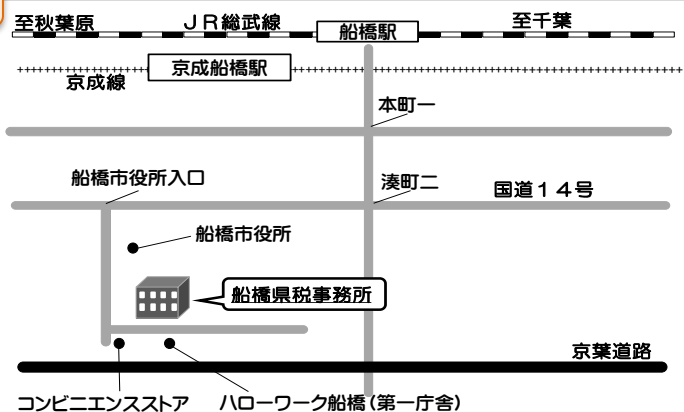 至秋葉原
JR総武線
船橋駅
至千葉
京成船橋駅
京成線
本町一
船橋市役所入口
湊町二
国道14号
船橋市役所
船橋県税事務所
京葉道路
コンビニエンスストア
ハローワーク船橋(第一庁舎)